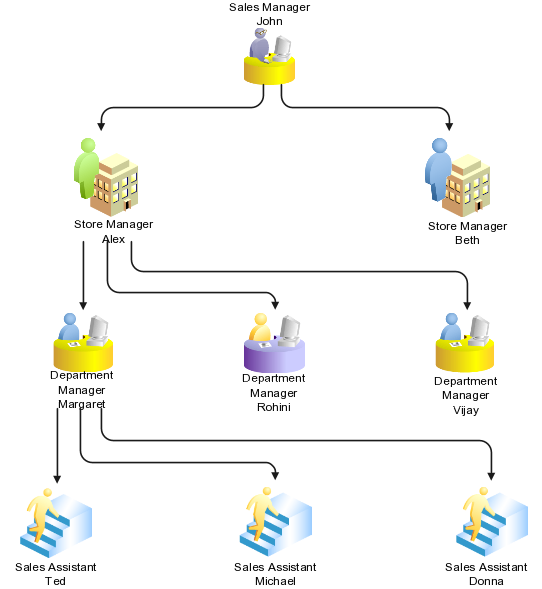 Sales Manager
John
Store Manager
Alex
Store Manager
Beth
Department
Manager
Margaret
Department
Manager
Rohini
Department
Manager
Vijay
Sales Assistant
Ted
Sales Assistant
Michael
Sales Assistant
Donna